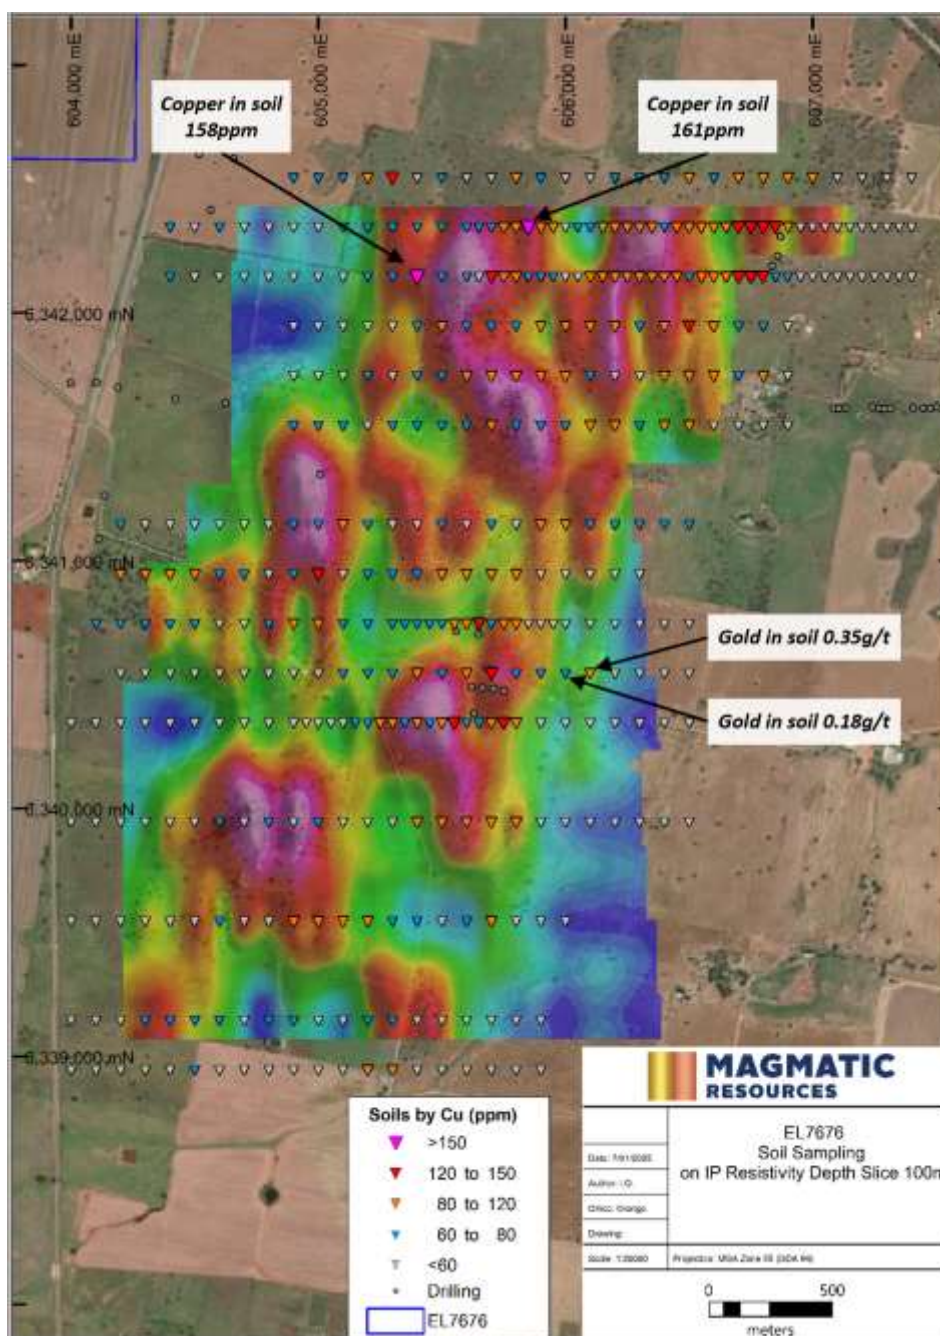 604,000 mE
605,000 mE
606,000 mE
607,000 mE
Copper in soil
158ppm
Copper in soil
161ppm
6,342,000 mN
6,341,000 mN
Gold in soil 0.35g/t
Gold in soil 0.18g/t
6,340,000 mN
6,339,000 mN
MAGMATIC
RESOURCES
Soils by Cu (ppm)
>150
120 to 150
80 to 120
60 to 80
<60
Drilling
EL7676
EL7676
Soil Sampling
on IP Resistivity Depth Slice 100m
Author: I.O.
Office: Orange
Drawing:
0 500
meters